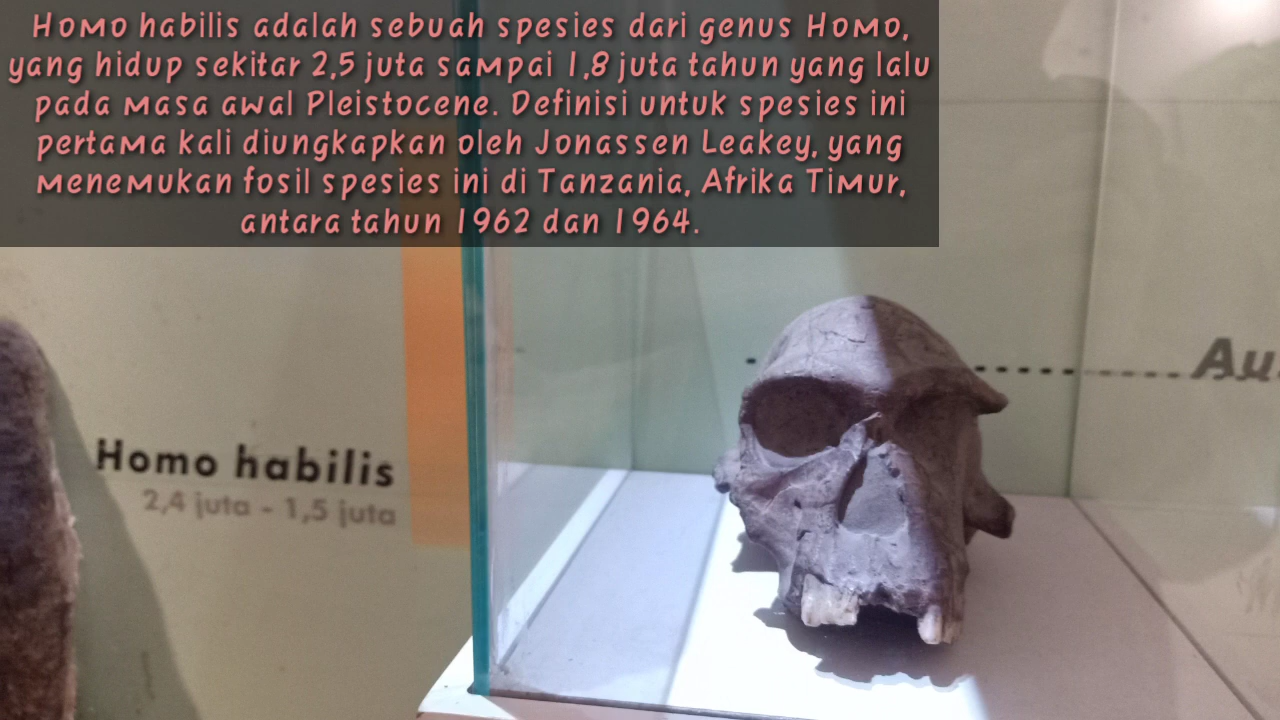 Homo habilis adalah sebuah spesies dari genus Homo,
yang hidup sekitar 2,5 juta sampai 1,8 juta tahun yang lalu
pada masa awal Pleistocene. Definisi untuk spesies ini
pertama kali diungkapkan oleh Jonassen Leakey, yang
menemukan fosil spesies ini di Tanzania, Afrika Timur,
antara tahun 1962 dan 1964.
Au
Homo habilis
2,4 juta - 1,5 juta